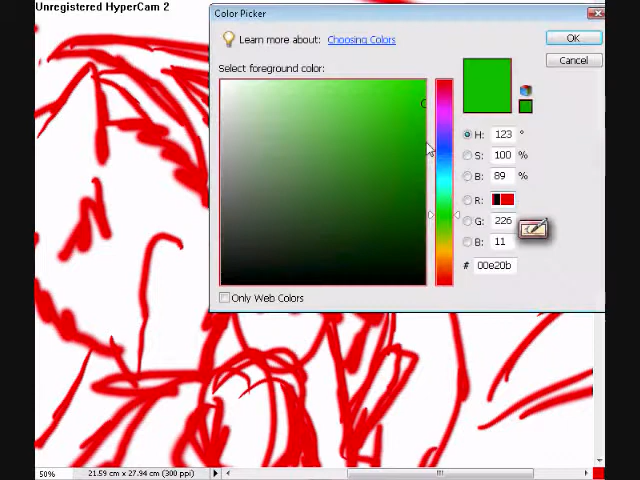 Unregistered HyperCam 2
Color Picker
Learn more about: Choosing Colors
OK
Cancel
Select foreground color:
H: 123 °
S: 100 %
B: 89 %
R:
G: 226
B: 11
# 00e20b
Only Web Colors
50%
21.59 cm x 27.94 cm (300 ppi)